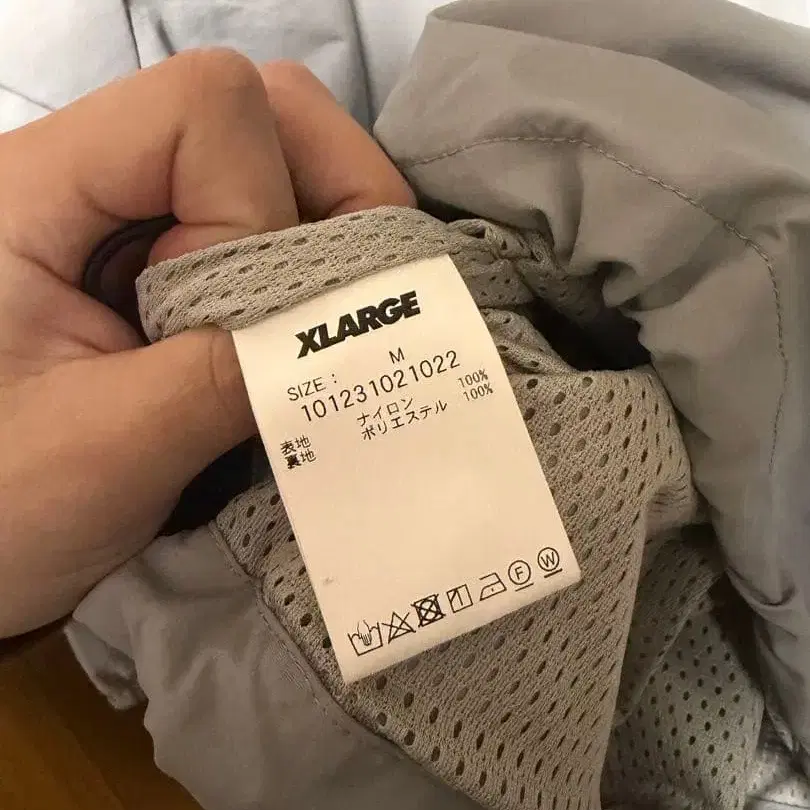 XLARGE
SIZE : M
101231021022
表地 ナイロン 100%
裏地 ポリエステル 100%
F W